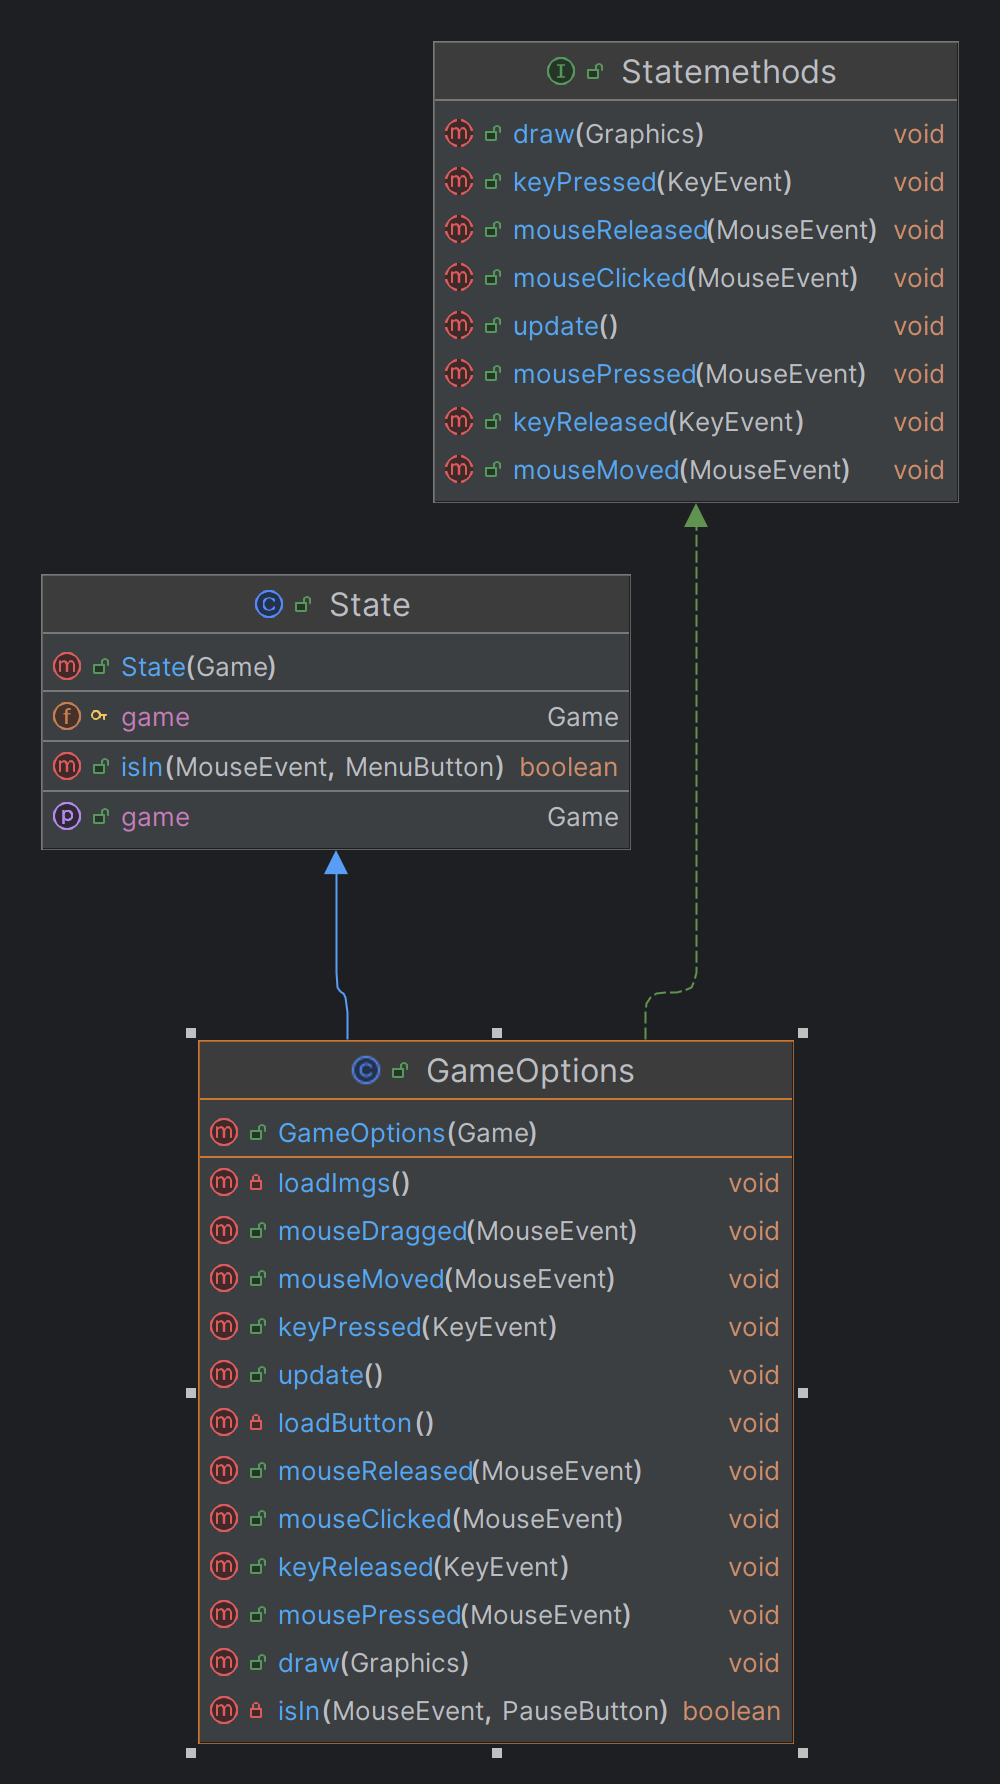 Statemethods
draw(Graphics) void
keyPressed(KeyEvent) void
mouseReleased(MouseEvent) void
mouseClicked(MouseEvent) void
update() void
mousePressed(MouseEvent) void
keyReleased(KeyEvent) void
mouseMoved(MouseEvent) void
State
State(Game)
game Game
isIn(MouseEvent, MenuButton) boolean
game Game
GameOptions
GameOptions(Game)
loadImgs() void
mouseDragged(MouseEvent) void
mouseMoved(MouseEvent) void
keyPressed(KeyEvent) void
update() void
loadButton() void
mouseReleased(MouseEvent) void
mouseClicked(MouseEvent) void
keyReleased(KeyEvent) void
mousePressed(MouseEvent) void
draw(Graphics) void
isIn(MouseEvent, PauseButton) boolean